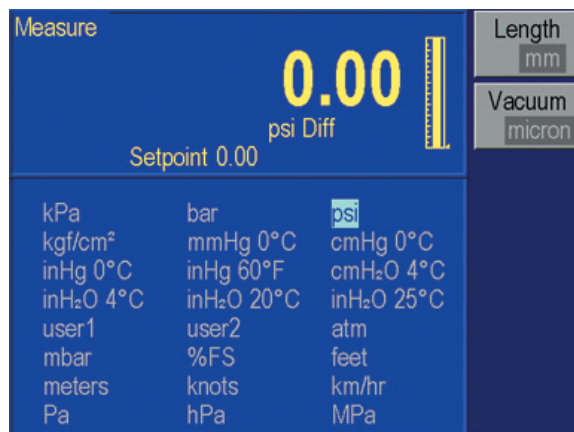 Measure
0.00
psi Diff
Setpoint 0.00
Length
mm
Vacuum
micron
kPa bar psi
kgf/cm² mmHg 0°C cmHg 0°C
inHg 0°C inHg 60°F cmH₂O 4°C
inH₂O 4°C inH₂O 20°C inH₂O 25°C
user1 user2 atm
mbar %FS feet
meters knots km/hr
Pa hPa MPa